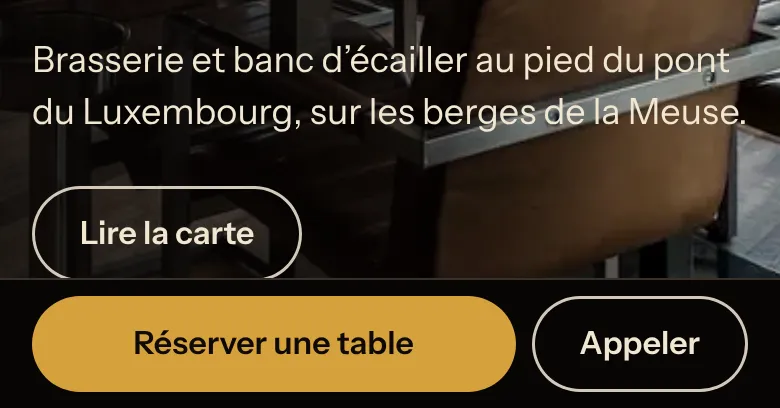 Brasserie et banc d’écailler au pied du pont
du Luxembourg, sur les berges de la Meuse.
Lire la carte
Réserver une table
Appeler